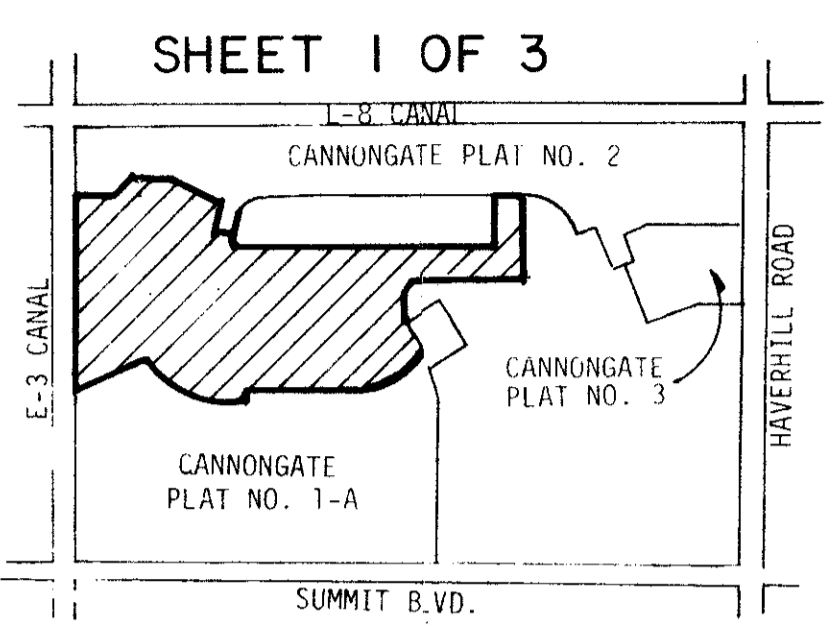 SHEET 1 OF 3
L-8 CANAL
CANNONGATE PLAT NO. 2
E-3 CANAL
HAVERHILL ROAD
CANNONGATE
PLAT NO. 3
CANNONGATE
PLAT NO. 1-A
SUMMIT BLVD.